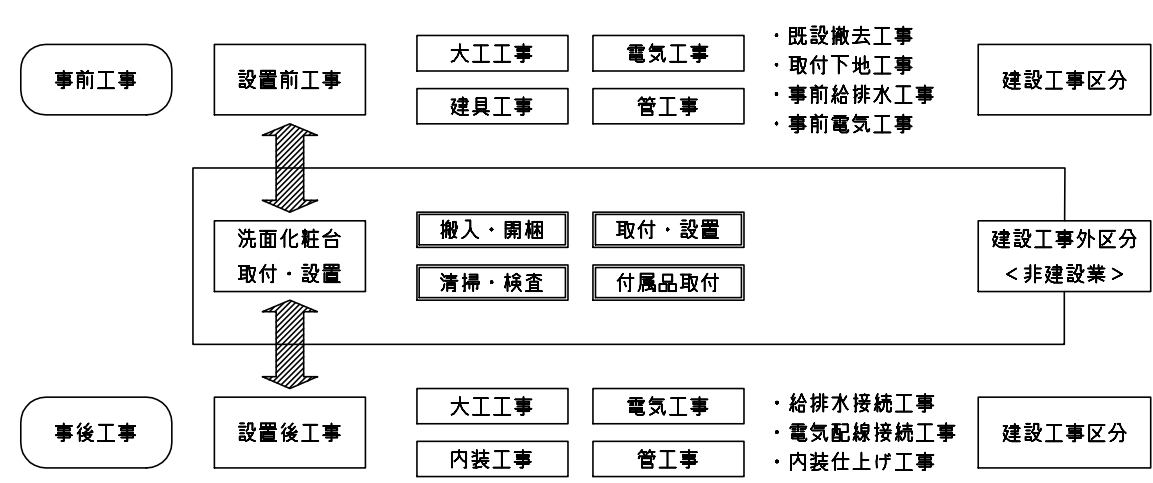 事前工事
設置前工事
大工工事
電気工事
建具工事
管工事
・既設撤去工事
・取付下地工事
・事前給排水工事
・事前電気工事
建設工事区分
洗面化粧台
取付・設置
搬入・開梱
取付・設置
清掃・検査
付属品取付
建設工事外区分
＜非建設業＞
事後工事
設置後工事
大工工事
電気工事
内装工事
管工事
・給排水接続工事
・電気配線接続工事
・内装仕上げ工事
建設工事区分